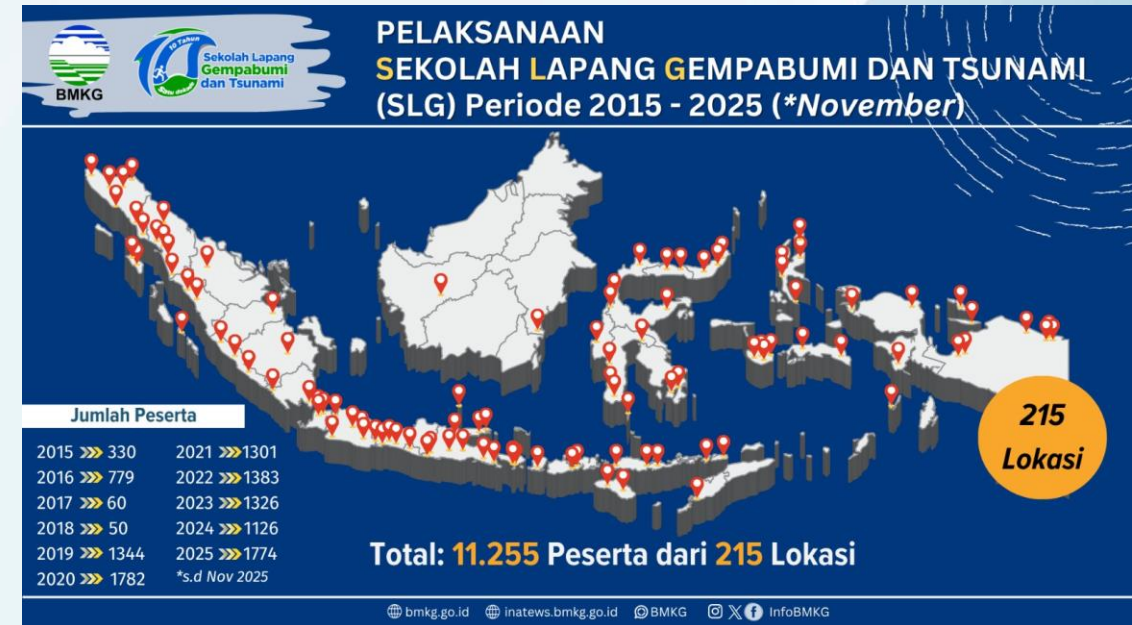 BMKG
10 Tahun
Sekolah Lapang
Gempabumi
dan Tsunami
PELAKSANAAN
SEKOLAH LAPANG GEMPABUMI DAN TSUNAMI
(SLG) Periode 2015 - 2025 (*November)
Jumlah Peserta
2015 >>> 330
2016 >>> 779
2017 >>> 60
2018 >>> 50
2019 >>> 1344
2020 >>> 1782
2021 >>>1301
2022 >>>1383
2023 >>>1326
2024 >>>1126
2025 >>>1774
*s.d Nov 2025
215
Lokasi
Total: 11.255 Peserta dari 215 Lokasi
bmkg.go.id inatews.bmkg.go.id BMKG InfoBMKG